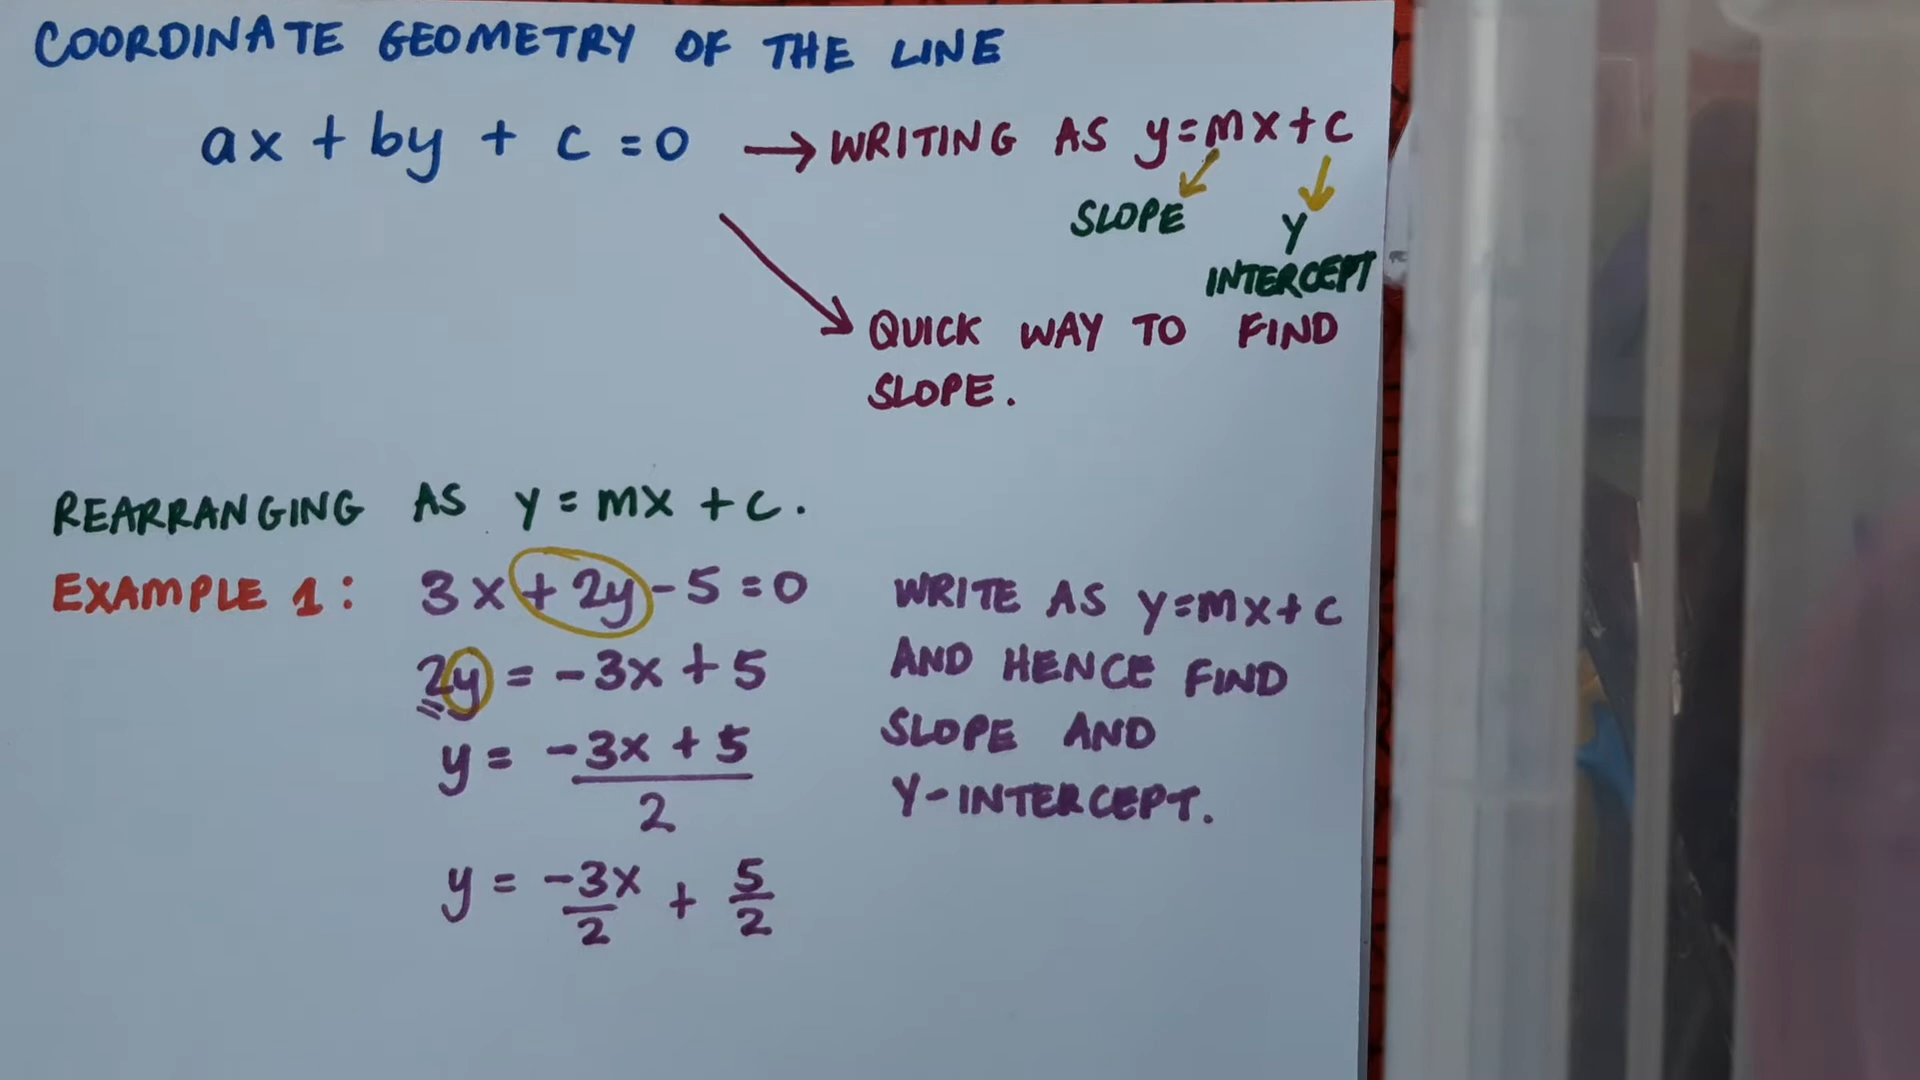 COORDINATE GEOMETRY OF THE LINE
ax + by + c = 0 → WRITING AS y=mx+c
SLOPE Y
INTERCEPT
QUICK WAY TO FIND
SLOPE.
REARRANGING AS y = mx + c.
EXAMPLE 1: 3x + 2y - 5 = 0
2y = -3x + 5
y = -3x + 5
2
y = -3x/2 + 5/2
WRITE AS y=mx+c
AND HENCE FIND
SLOPE AND
Y-INTERCEPT.